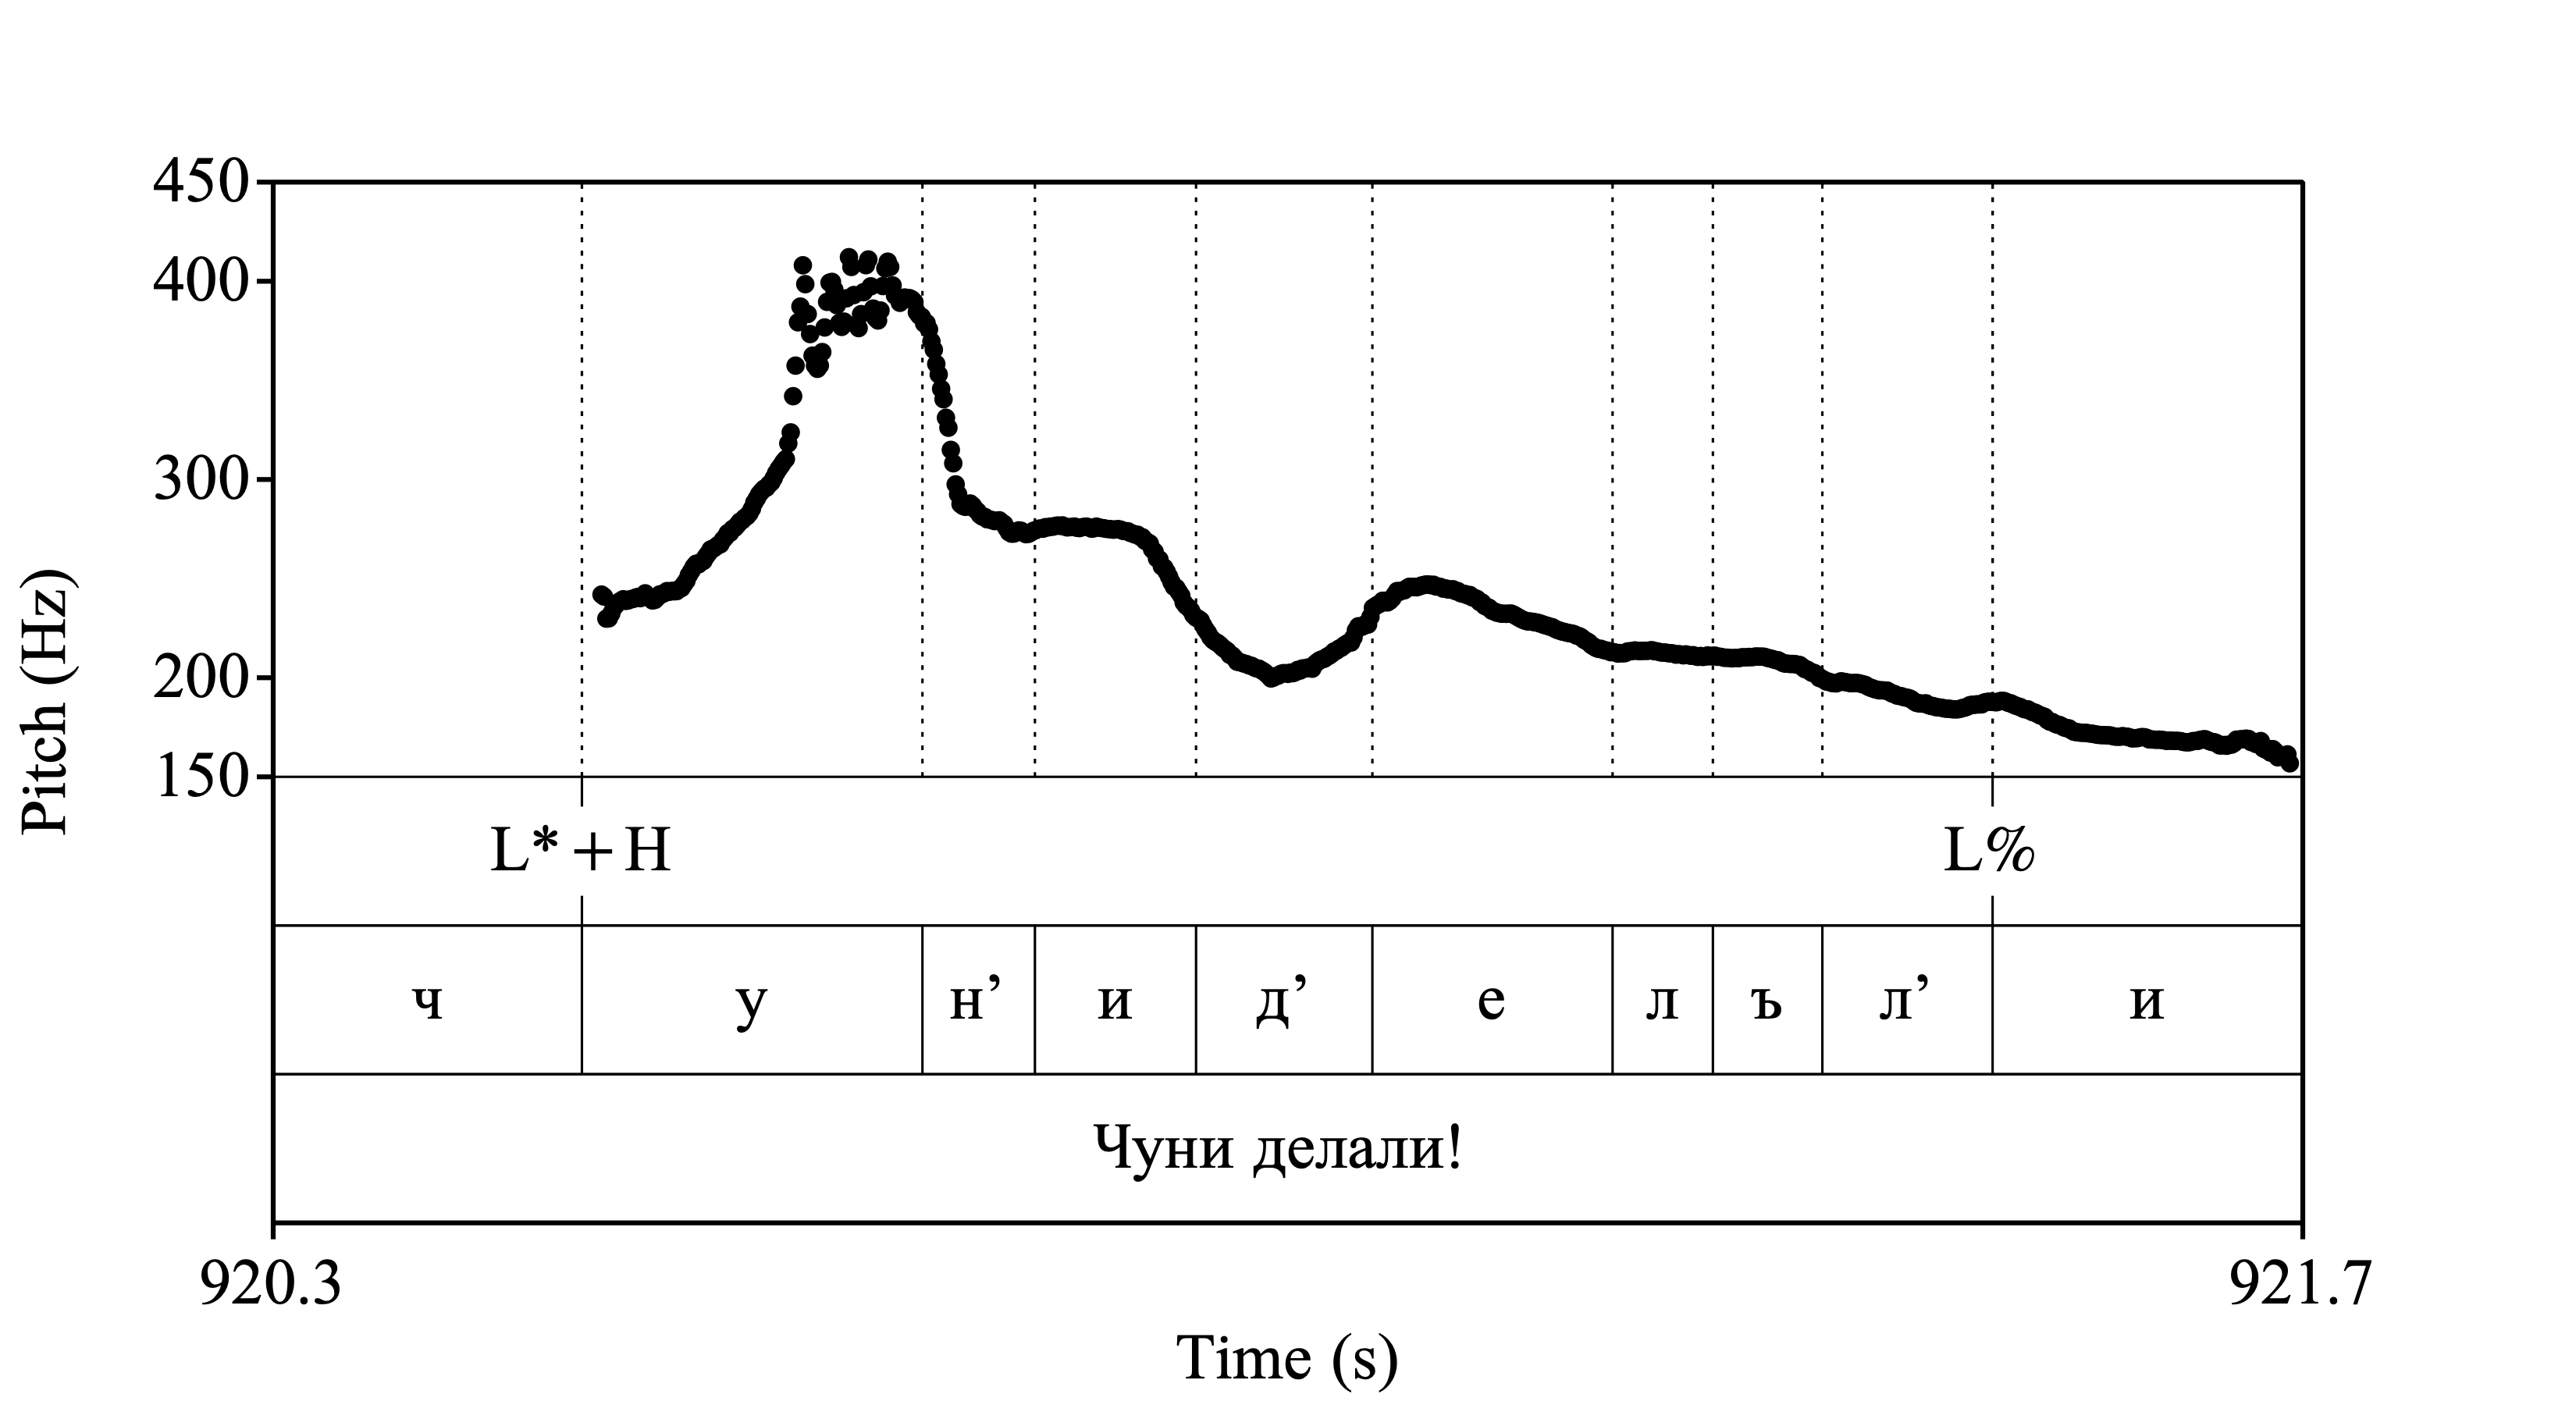 450
400
300
200
150
Pitch (Hz)
L* + H L%
ч у н’ и д’ е л ъ л’ и
Чуни делали!
920.3 921.7
Time (s)